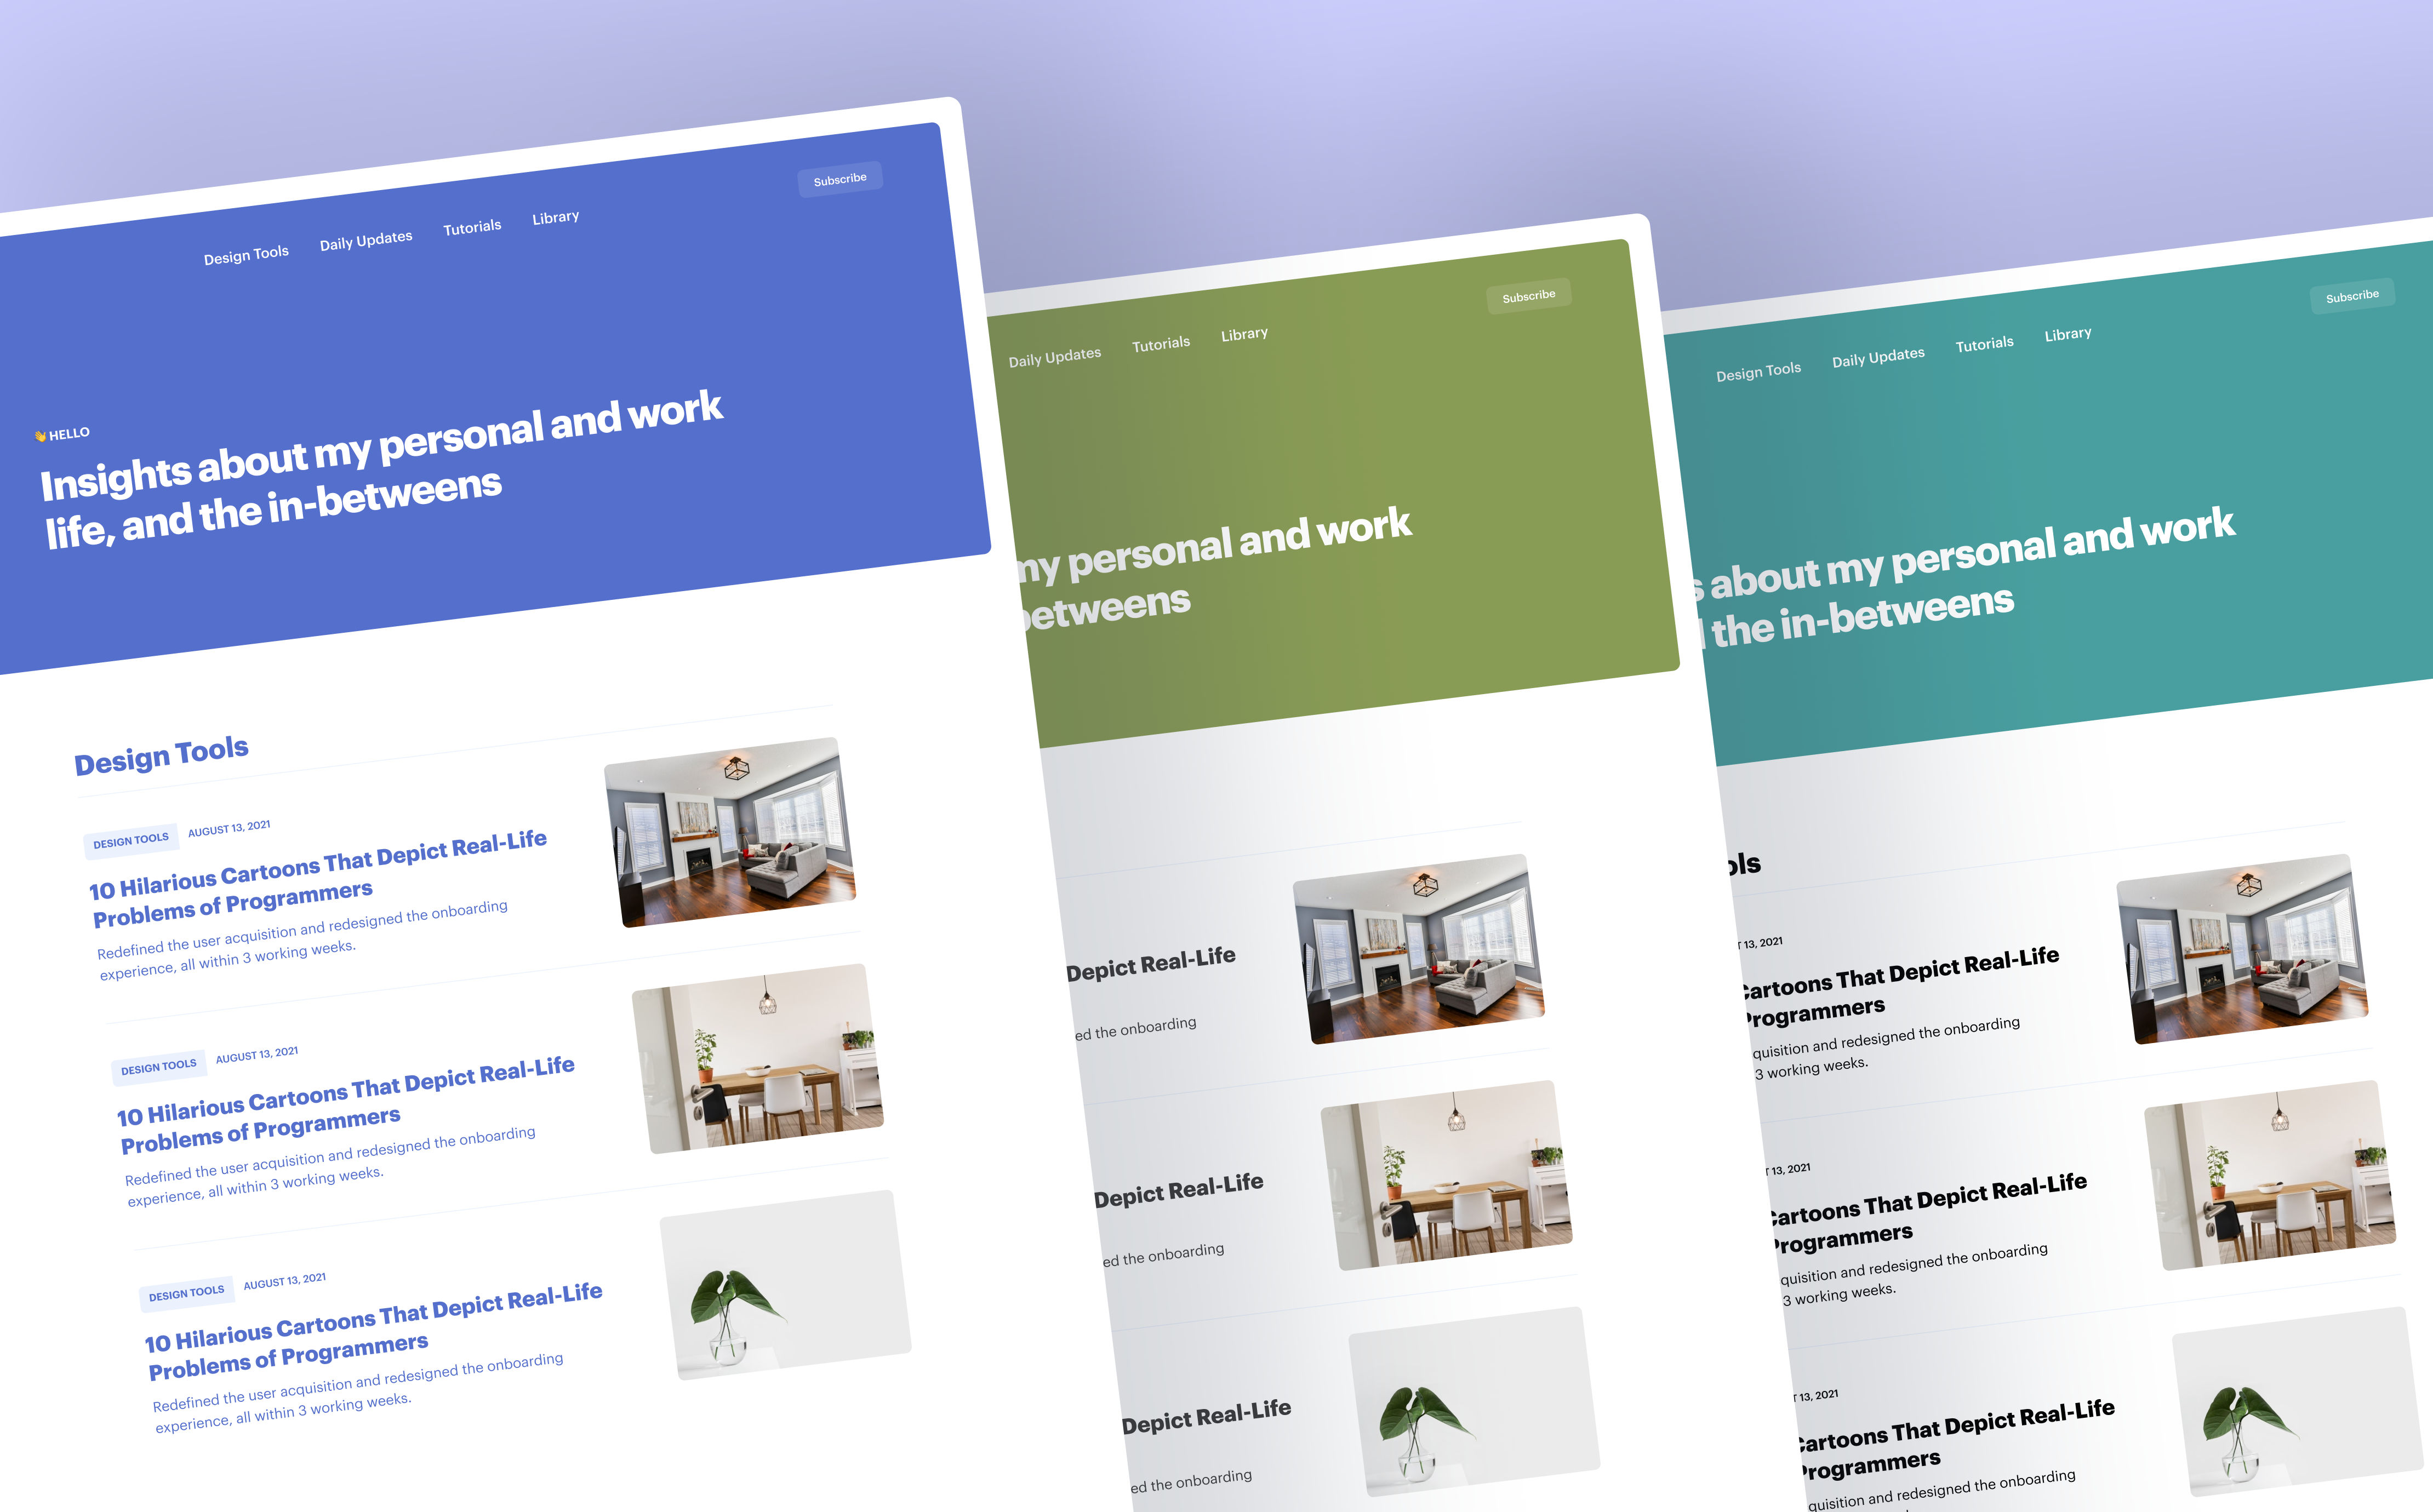 Design Tools Daily Updates Tutorials Library Subscribe
👋 HELLO
Insights about my personal and work
life, and the in-betweens
Design Tools
DESIGN TOOLS AUGUST 13, 2021
10 Hilarious Cartoons That Depict Real-Life
Problems of Programmers
Redefined the user acquisition and redesigned the onboarding
experience, all within 3 working weeks.
DESIGN TOOLS AUGUST 13, 2021
10 Hilarious Cartoons That Depict Real-Life
Problems of Programmers
Redefined the user acquisition and redesigned the onboarding
experience, all within 3 working weeks.
DESIGN TOOLS AUGUST 13, 2021
10 Hilarious Cartoons That Depict Real-Life
Problems of Programmers
Redefined the user acquisition and redesigned the onboarding
experience, all within 3 working weeks.
Daily Updates Tutorials Library Subscribe
my personal and work
betweens
Depict Real-Life
ed the onboarding
Depict Real-Life
ed the onboarding
Depict Real-Life
ed the onboarding
Design Tools Daily Updates Tutorials Library Subscribe
s about my personal and work
the in-betweens
ols
T 13, 2021
Cartoons That Depict Real-Life
Programmers
quisition and redesigned the onboarding
3 working weeks.
T 13, 2021
Cartoons That Depict Real-Life
Programmers
quisition and redesigned the onboarding
3 working weeks.
T 13, 2021
Cartoons That Depict Real-Life
Programmers
quisition and redesigned the onboarding